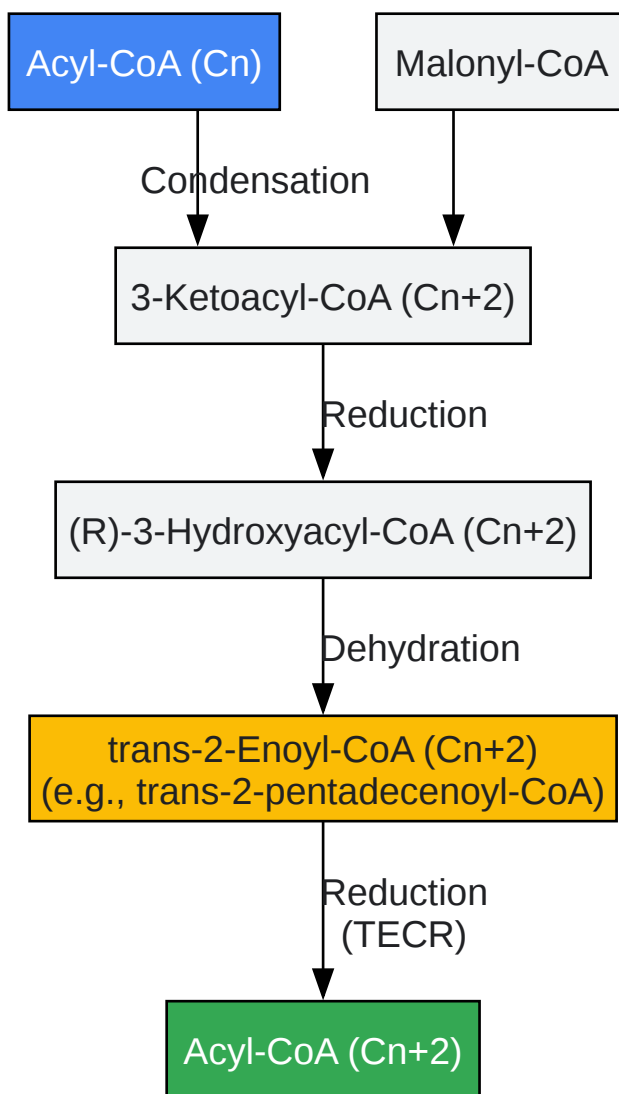 Acyl-CoA (Cn)
Malonyl-CoA
Condensation
3-Ketoacyl-CoA (Cn+2)
Reduction
(R)-3-Hydroxyacyl-CoA (Cn+2)
Dehydration
trans-2-Enoyl-CoA (Cn+2)
(e.g., trans-2-pentadecenoyl-CoA)
Reduction
(TECR)
Acyl-CoA (Cn+2)